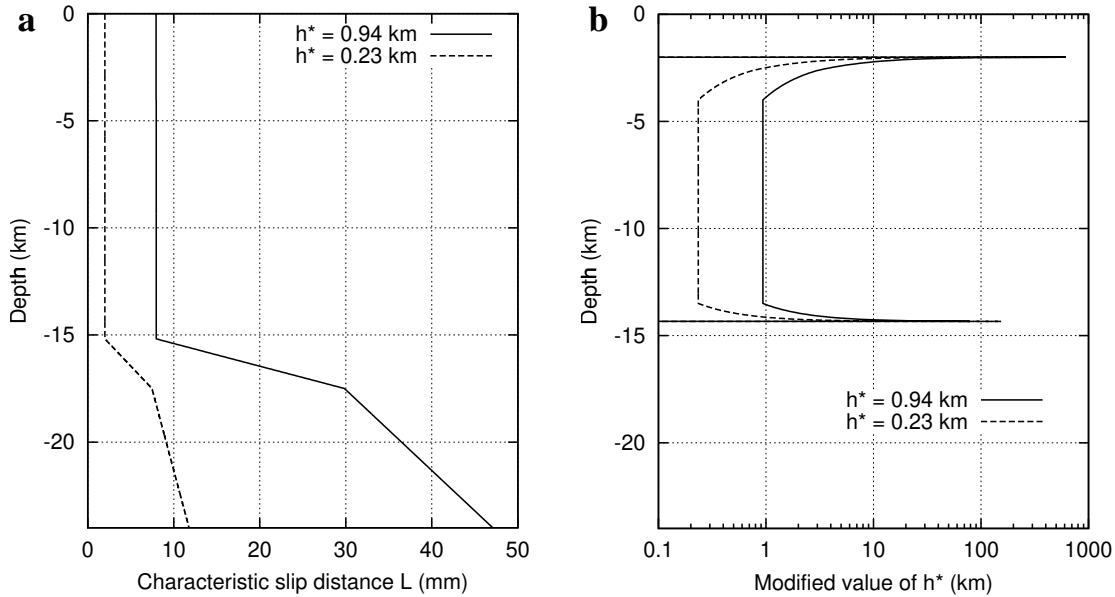 a
h* = 0.94 km
h* = 0.23 km
0
-5
-10
-15
-20
Depth (km)
0 10 20 30 40 50
Characteristic slip distance L (mm)
b
0
-5
-10
-15
-20
Depth (km)
h* = 0.94 km
h* = 0.23 km
0.1 1 10 100 1000
Modified value of h* (km)